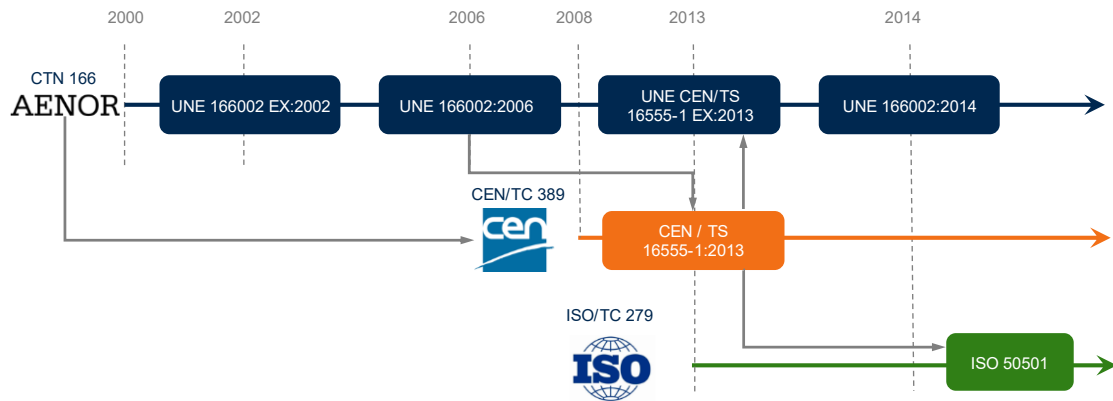 2000
2002
2006
2008
2013
2014
CTN 166
AENOR
UNE 166002 EX:2002
UNE 166002:2006
UNE CEN/TS
16555-1 EX:2013
UNE 166002:2014
CEN/TC 389
cen
CEN / TS
16555-1:2013
ISO/TC 279
ISO
ISO 50501